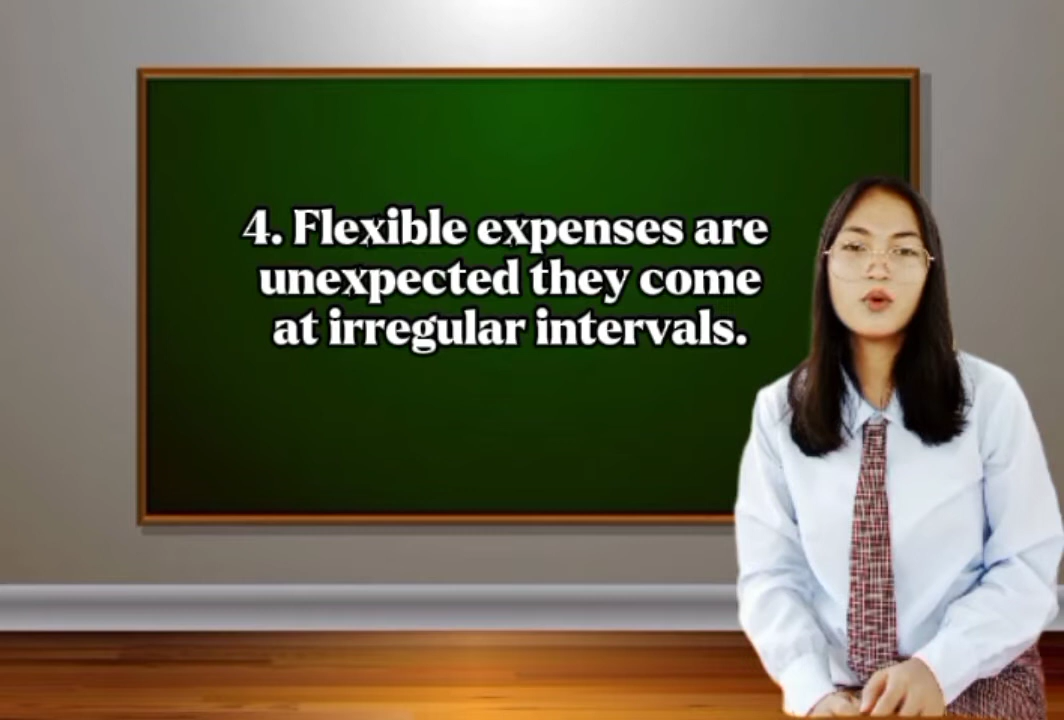 4. Flexible expenses are
unexpected they come
at irregular intervals.